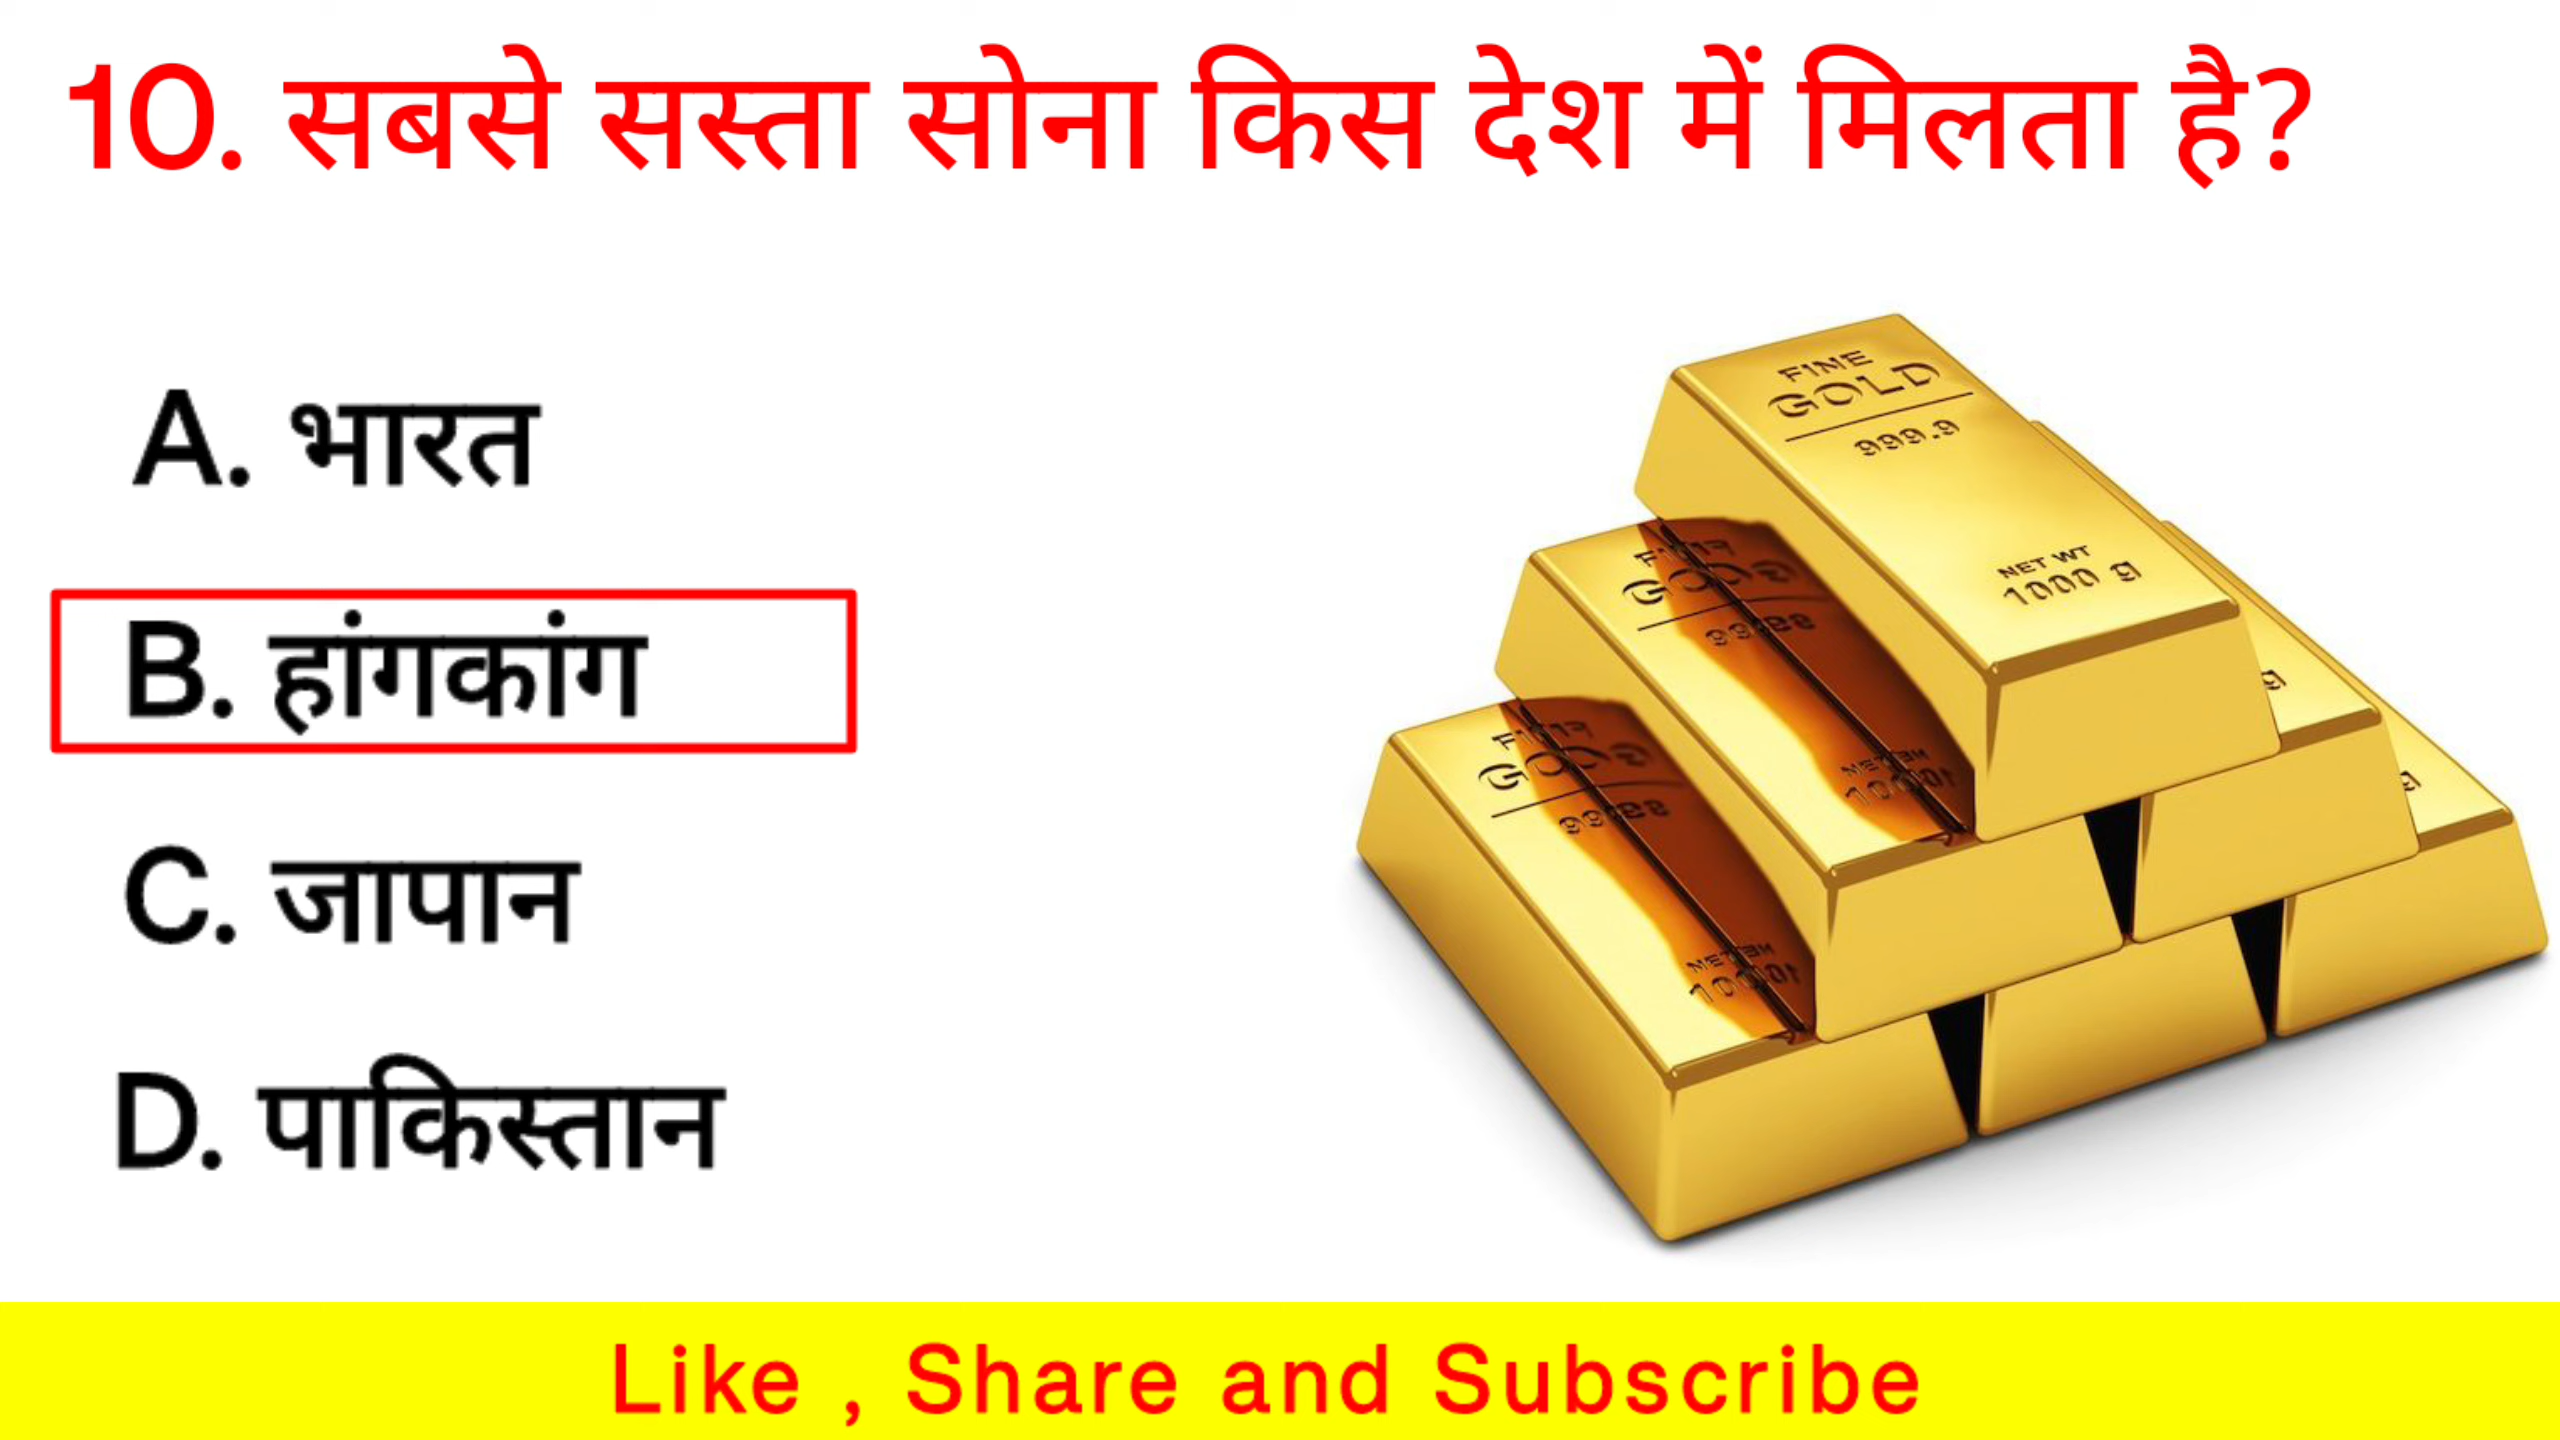 10. सबसे सस्ता सोना किस देश में मिलता है?
A. भारत
B. हांगकांग
C. जापान
D. पाकिस्तान
FINE
GOLD
999.9
NET WT
1000 g
g
g
Like , Share and Subscribe